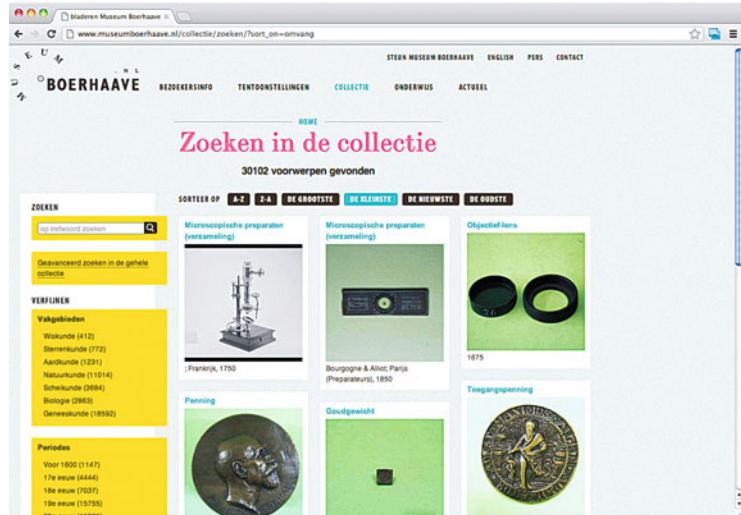 bladeren Museum Boerhaave
www.museumboerhaave.nl/collectie/zoeken/?sort_on=omvang
MUSEUM
BOERHAAVE
.NL
STEUN MUSEUM BOERHAAVE ENGLISH PERS CONTACT
BEZOEKERSINFO TENTOONSTELLINGEN COLLECTIE ONDERWIJS ACTUEEL
HOME
Zoeken in de collectie
30102 voorwerpen gevonden
SORTEER OP A-Z Z-A DE GROOTSTE DE KLEINSTE DE NIEUWSTE DE OUDSTE
ZOEKEN
op trefwoord zoeken
Geavanceerd zoeken in de gehele
collectie
VERFIJNEN
Vakgebieden
Wiskunde (412)
Sterrenkunde (772)
Aardkunde (1231)
Natuurkunde (11014)
Scheikunde (3684)
Biologie (2863)
Geneeskunde (18592)
Periodes
Voor 1600 (1147)
17e eeuw (4444)
18e eeuw (7037)
19e eeuw (15755)
Microscopische preparaten
(verzameling)
; Frankrijk, 1750
Penning
Microscopische preparaten
(verzameling)
Bourgogne & Alliot; Parijs
(Preparateurs), 1850
Goudgewicht
Objectief-lens
26
1675
Toegangspenning